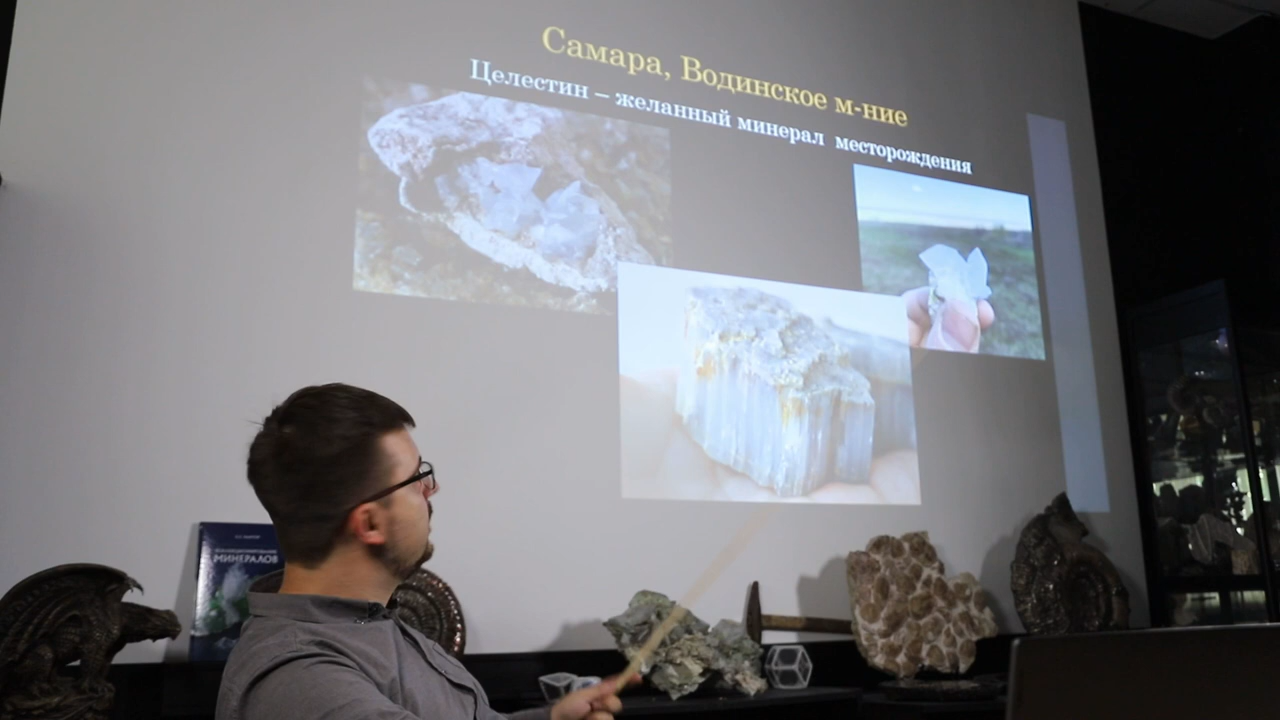 Самара, Водинское м-ние
Целестин – желанный минерал месторождения
МИНЕРАЛОВ